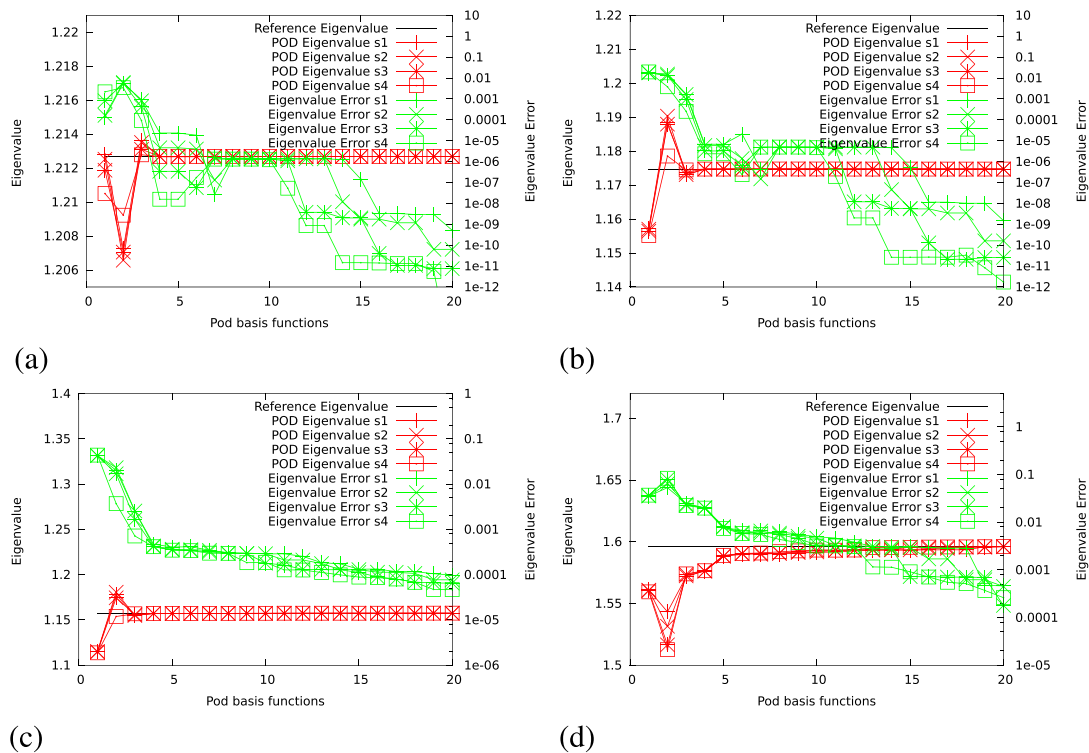 1.22
1.218
1.216
1.214
1.212
1.21
1.208
1.206
0 5 10 15 20
Eigenvalue
Pod basis functions
10
1
0.1
0.01
0.001
0.0001
1e-05
1e-06
1e-07
1e-08
1e-09
1e-10
1e-11
1e-12
Eigenvalue Error
Reference Eigenvalue
POD Eigenvalue s1
POD Eigenvalue s2
POD Eigenvalue s3
POD Eigenvalue s4
Eigenvalue Error s1
Eigenvalue Error s2
Eigenvalue Error s3
Eigenvalue Error s4
(a)
1.22
1.21
1.2
1.19
1.18
1.17
1.16
1.15
1.14
0 5 10 15 20
Eigenvalue
Pod basis functions
10
1
0.1
0.01
0.001
0.0001
1e-05
1e-06
1e-07
1e-08
1e-09
1e-10
1e-11
1e-12
Eigenvalue Error
Reference Eigenvalue
POD Eigenvalue s1
POD Eigenvalue s2
POD Eigenvalue s3
POD Eigenvalue s4
Eigenvalue Error s1
Eigenvalue Error s2
Eigenvalue Error s3
Eigenvalue Error s4
(b)
1.4
1.35
1.3
1.25
1.2
1.15
1.1
0 5 10 15 20
Eigenvalue
Pod basis functions
1
0.1
0.01
0.001
0.0001
1e-05
1e-06
Eigenvalue Error
Reference Eigenvalue
POD Eigenvalue s1
POD Eigenvalue s2
POD Eigenvalue s3
POD Eigenvalue s4
Eigenvalue Error s1
Eigenvalue Error s2
Eigenvalue Error s3
Eigenvalue Error s4
(c)
1.7
1.65
1.6
1.55
1.5
0 5 10 15 20
Eigenvalue
Pod basis functions
1
0.1
0.01
0.001
0.0001
1e-05
Eigenvalue Error
Reference Eigenvalue
POD Eigenvalue s1
POD Eigenvalue s2
POD Eigenvalue s3
POD Eigenvalue s4
Eigenvalue Error s1
Eigenvalue Error s2
Eigenvalue Error s3
Eigenvalue Error s4
(d)